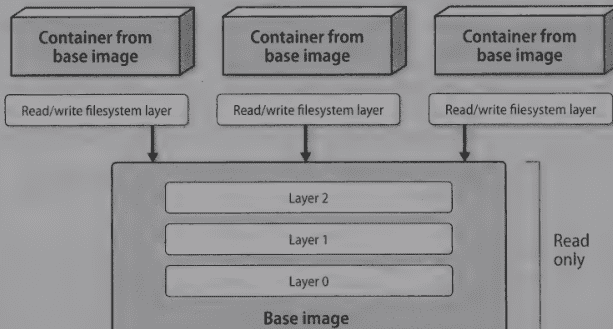 Container from
base image
Container from
base image
Container from
base image
Read/write filesystem layer
Read/write filesystem layer
Read/write filesystem layer
Layer 2
Layer 1
Layer 0
Base image
Read
only